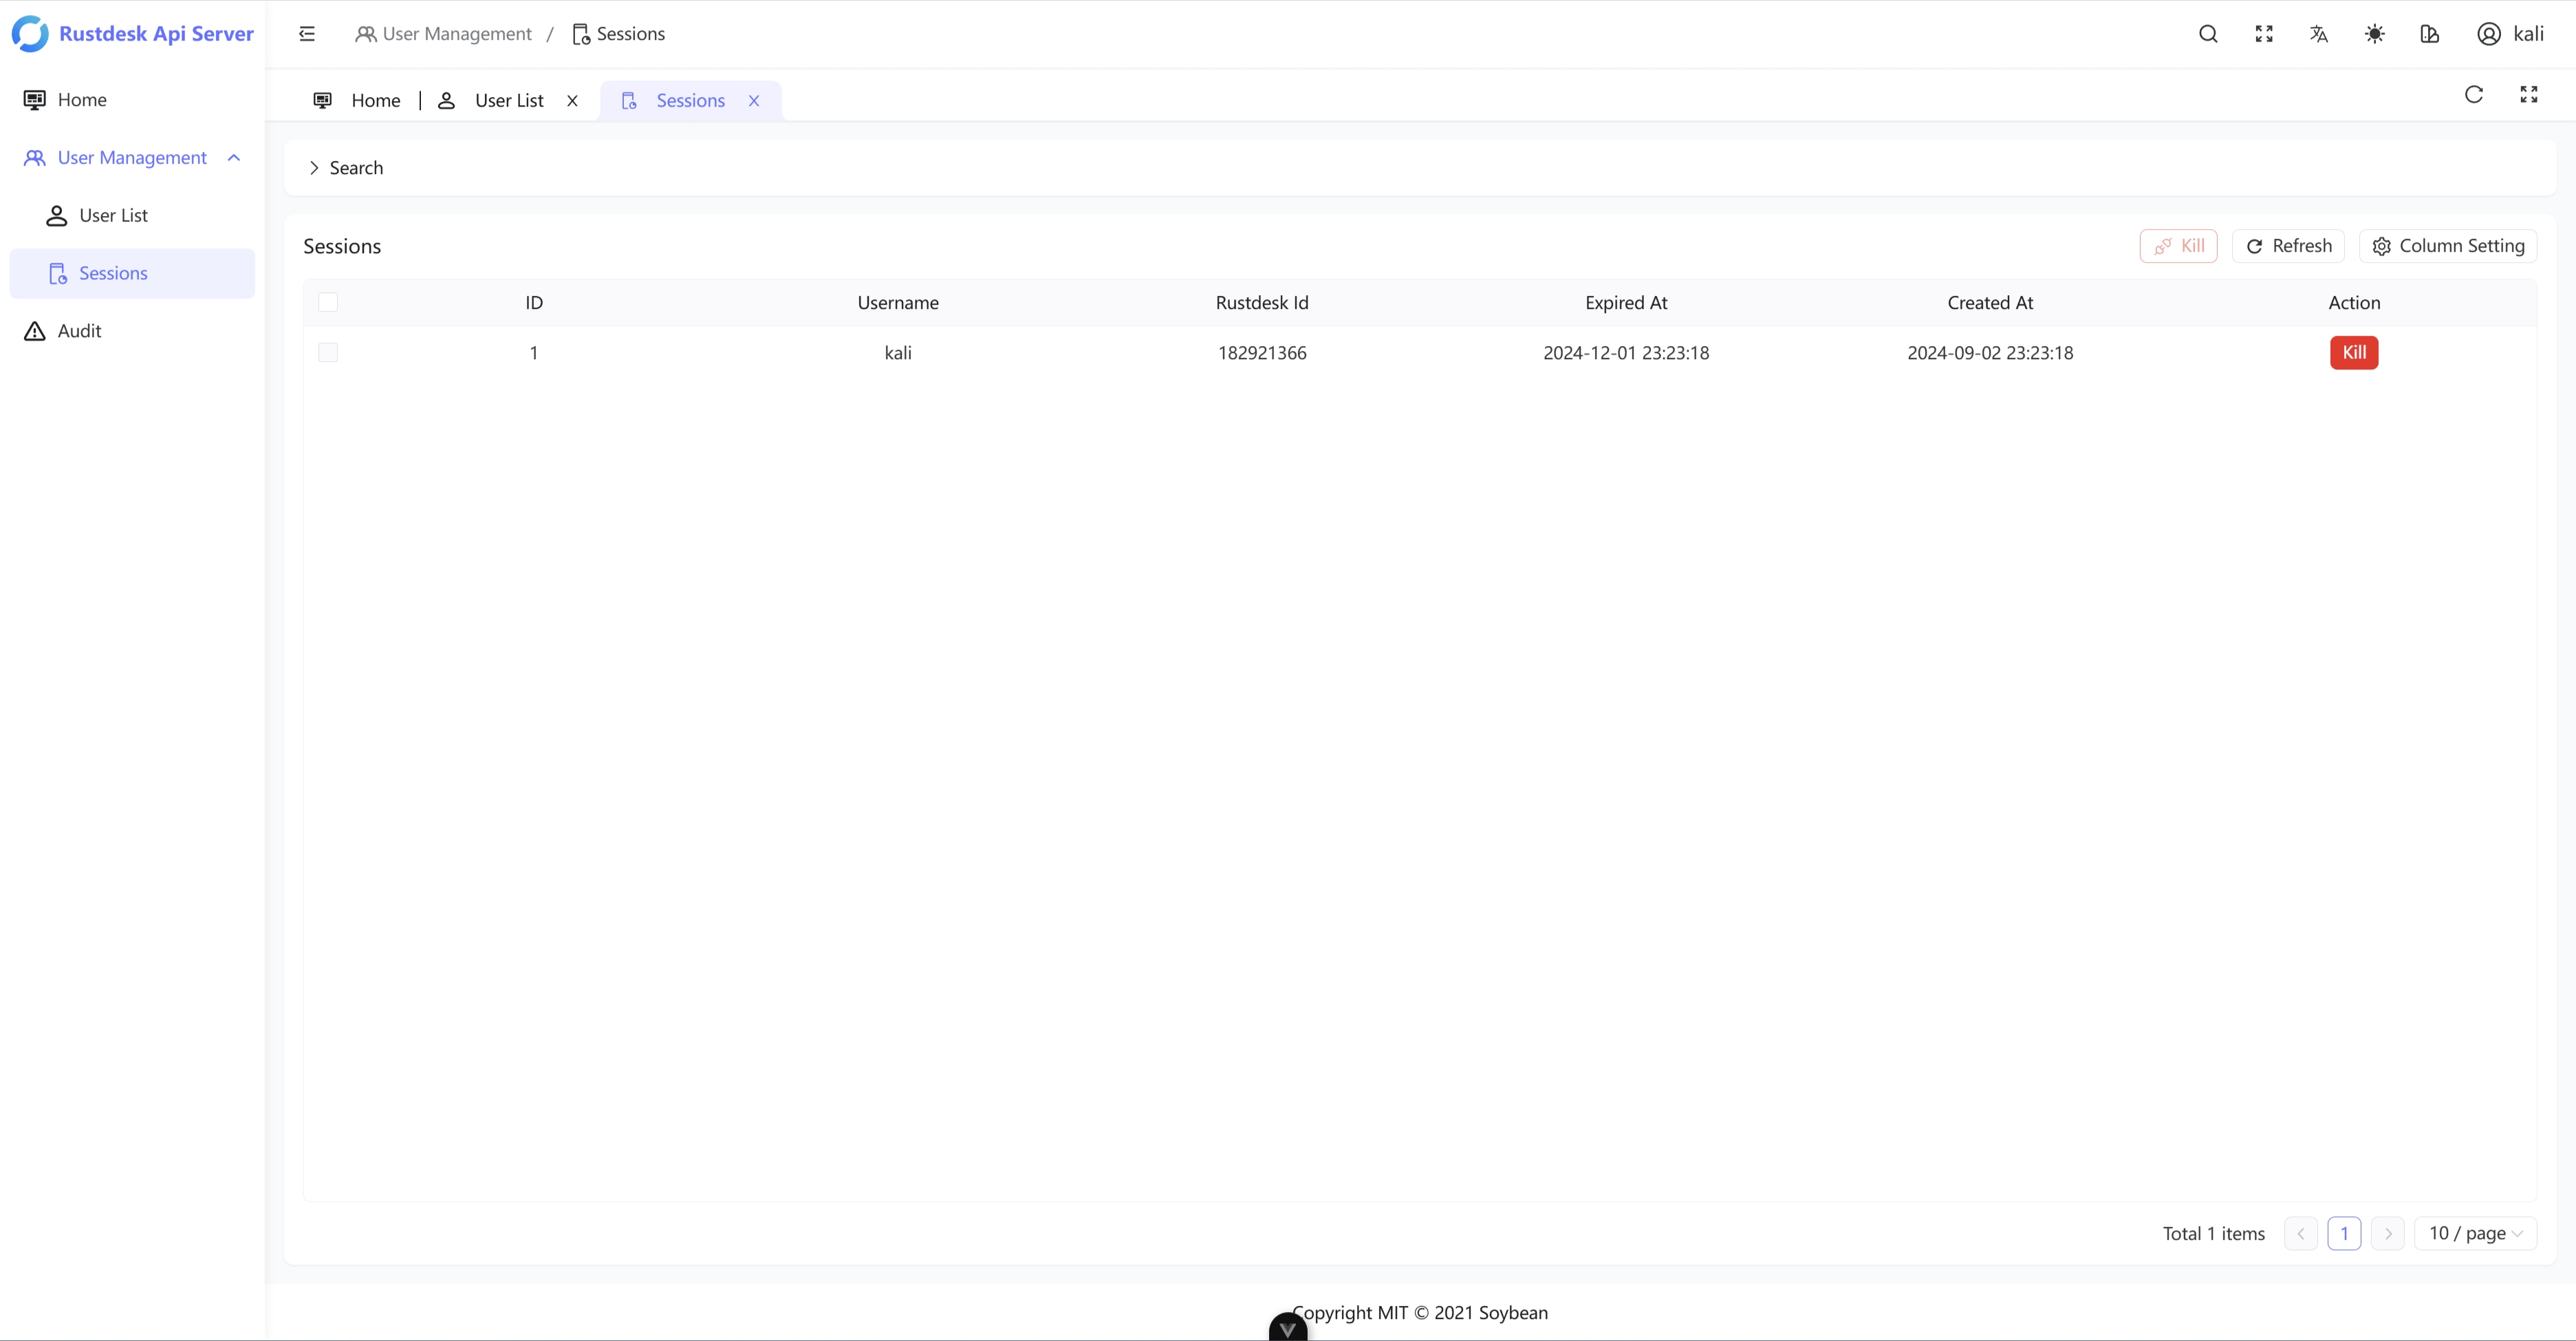 Rustdesk Api Server
User Management / Sessions
kali
Home
User Management
User List
Sessions
Audit
Home | User List Sessions
Search
Sessions
Kill Refresh Column Setting
ID Username Rustdesk Id Expired At Created At Action
1 kali 182921366 2024-12-01 23:23:18 2024-09-02 23:23:18 Kill
Total 1 items 1 10 / page
Copyright MIT © 2021 Soybean